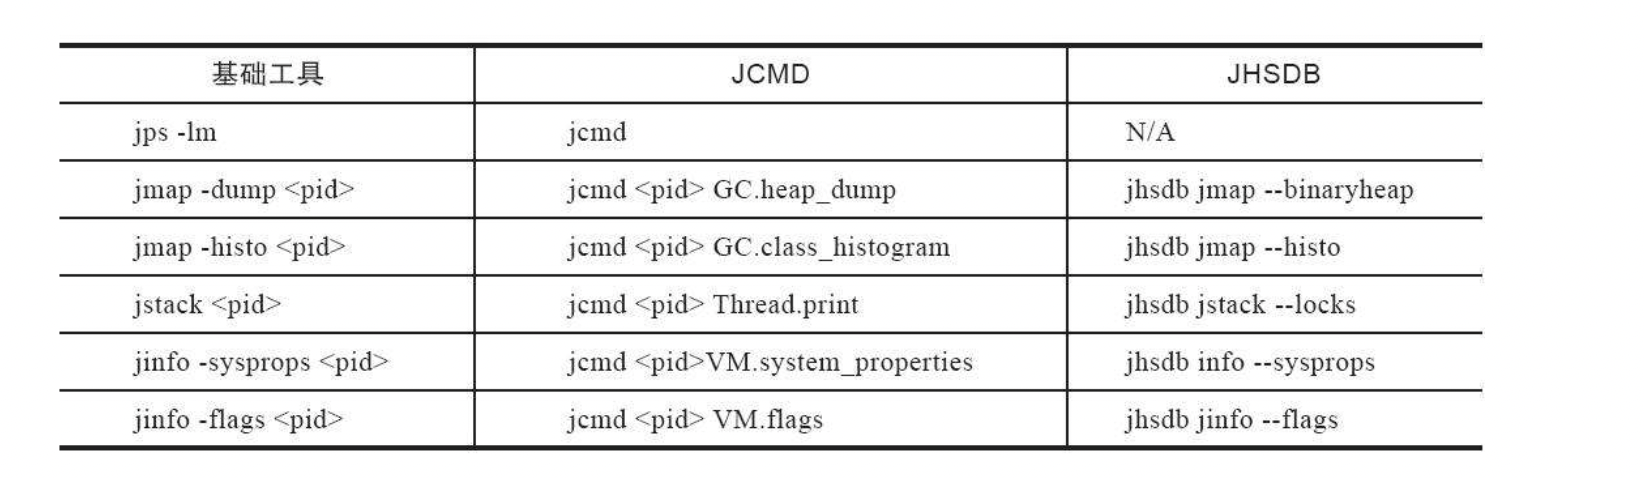 基础工具 JCMD JHSDB
jps -lm jcmd N/A
jmap -dump <pid> jcmd <pid> GC.heap_dump jhsdb jmap --binaryheap
jmap -histo <pid> jcmd <pid> GC.class_histogram jhsdb jmap --histo
jstack <pid> jcmd <pid> Thread.print jhsdb jstack --locks
jinfo -sysprops <pid> jcmd <pid>VM.system_properties jhsdb info --sysprops
jinfo -flags <pid> jcmd <pid> VM.flags jhsdb jinfo --flags